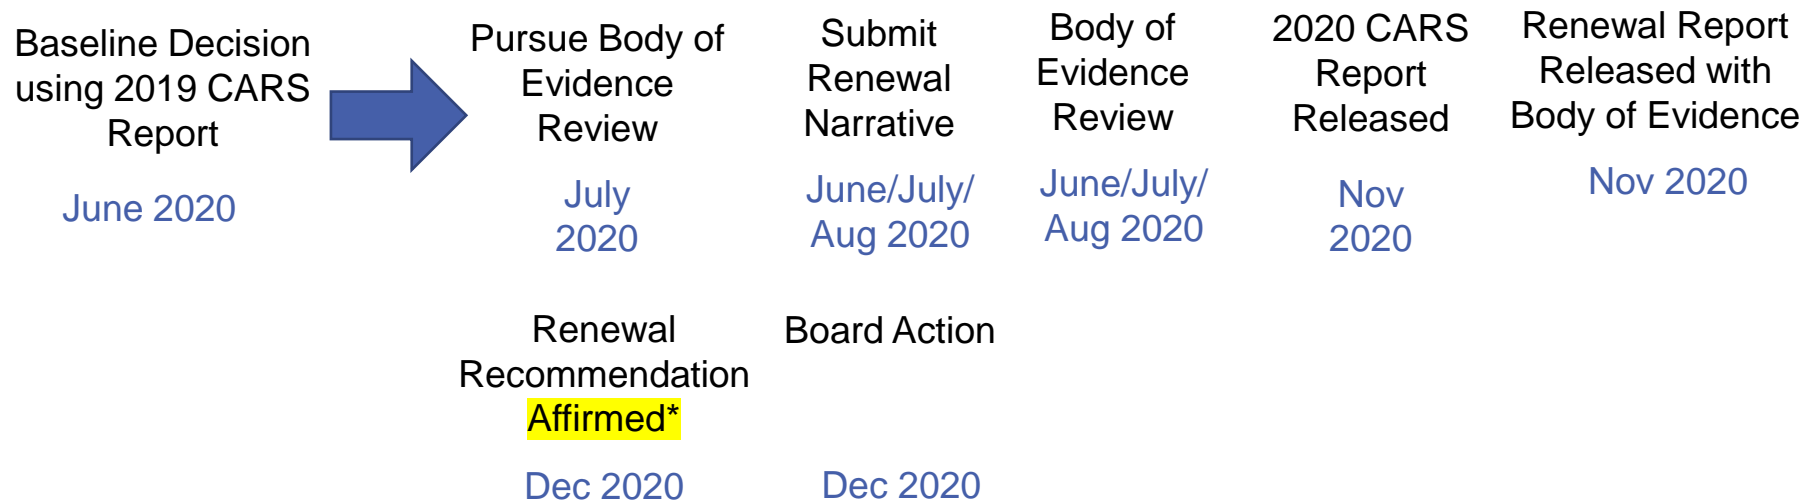 Baseline Decision
using 2019 CARS
Report
June 2020
Pursue Body of
Evidence
Review
July
2020
Submit
Renewal
Narrative
June/July/
Aug 2020
Body of
Evidence
Review
June/July/
Aug 2020
2020 CARS
Report
Released
Nov
2020
Renewal Report
Released with
Body of Evidence
Nov 2020
Renewal
Recommendation
Affirmed*
Dec 2020
Board Action
Dec 2020